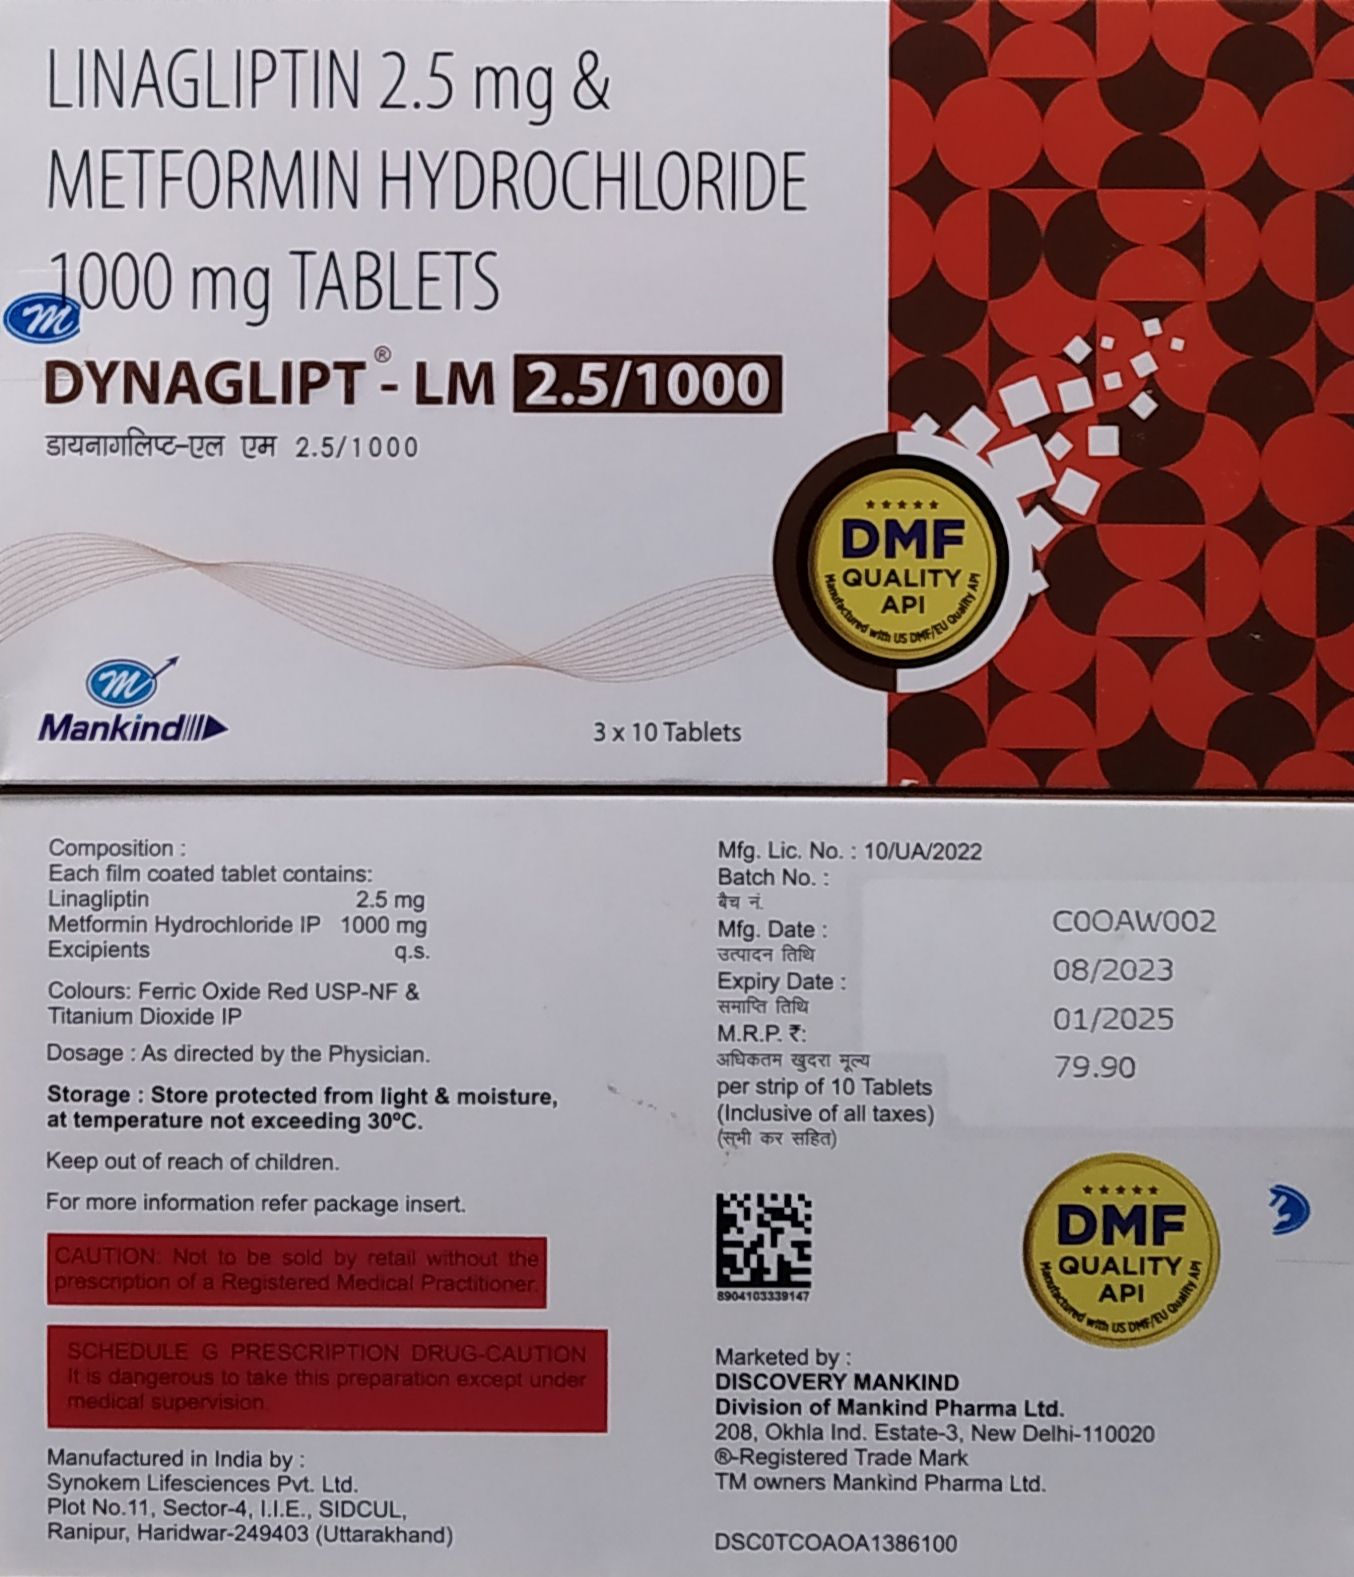 LINAGLIPTIN 2.5 mg &
METFORMIN HYDROCHLORIDE
1000 mg TABLETS
m
DYNAGLIPT® - LM 2.5/1000
डायनागलिप्ट-एल एम 2.5/1000
DMF
QUALITY
API
Manufactured with US DMF/EU Quality API
m
Mankind
3 x 10 Tablets
Composition :
Each film coated tablet contains:
Linagliptin 2.5 mg
Metformin Hydrochloride IP 1000 mg
Excipients q.s.
Colours: Ferric Oxide Red USP-NF &
Titanium Dioxide IP
Dosage : As directed by the Physician.
Storage : Store protected from light & moisture,
at temperature not exceeding 30ºC.
Keep out of reach of children.
For more information refer package insert.
CAUTION: Not to be sold by retail without the
prescription of a Registered Medical Practitioner.
SCHEDULE G PRESCRIPTION DRUG-CAUTION
It is dangerous to take this preparation except under
medical supervision.
Manufactured in India by :
Synokem Lifesciences Pvt. Ltd.
Plot No.11, Sector-4, I.I.E., SIDCUL,
Ranipur, Haridwar-249403 (Uttarakhand)
Mfg. Lic. No. : 10/UA/2022
Batch No. :
बैच नं.
C0OAW002
Mfg. Date :
उत्पादन तिथि
08/2023
Expiry Date :
समाप्ति तिथि
01/2025
M.R.P. ₹:
अधिकतम खुदरा मूल्य
79.90
per strip of 10 Tablets
(Inclusive of all taxes)
(सभी कर सहित)
8904103339147
DMF
QUALITY
API
Manufactured with US DMF/EU Quality API
Marketed by :
DISCOVERY MANKIND
Division of Mankind Pharma Ltd.
208, Okhla Ind. Estate-3, New Delhi-110020
®-Registered Trade Mark
TM owners Mankind Pharma Ltd.
DSC0TCOAOA1386100